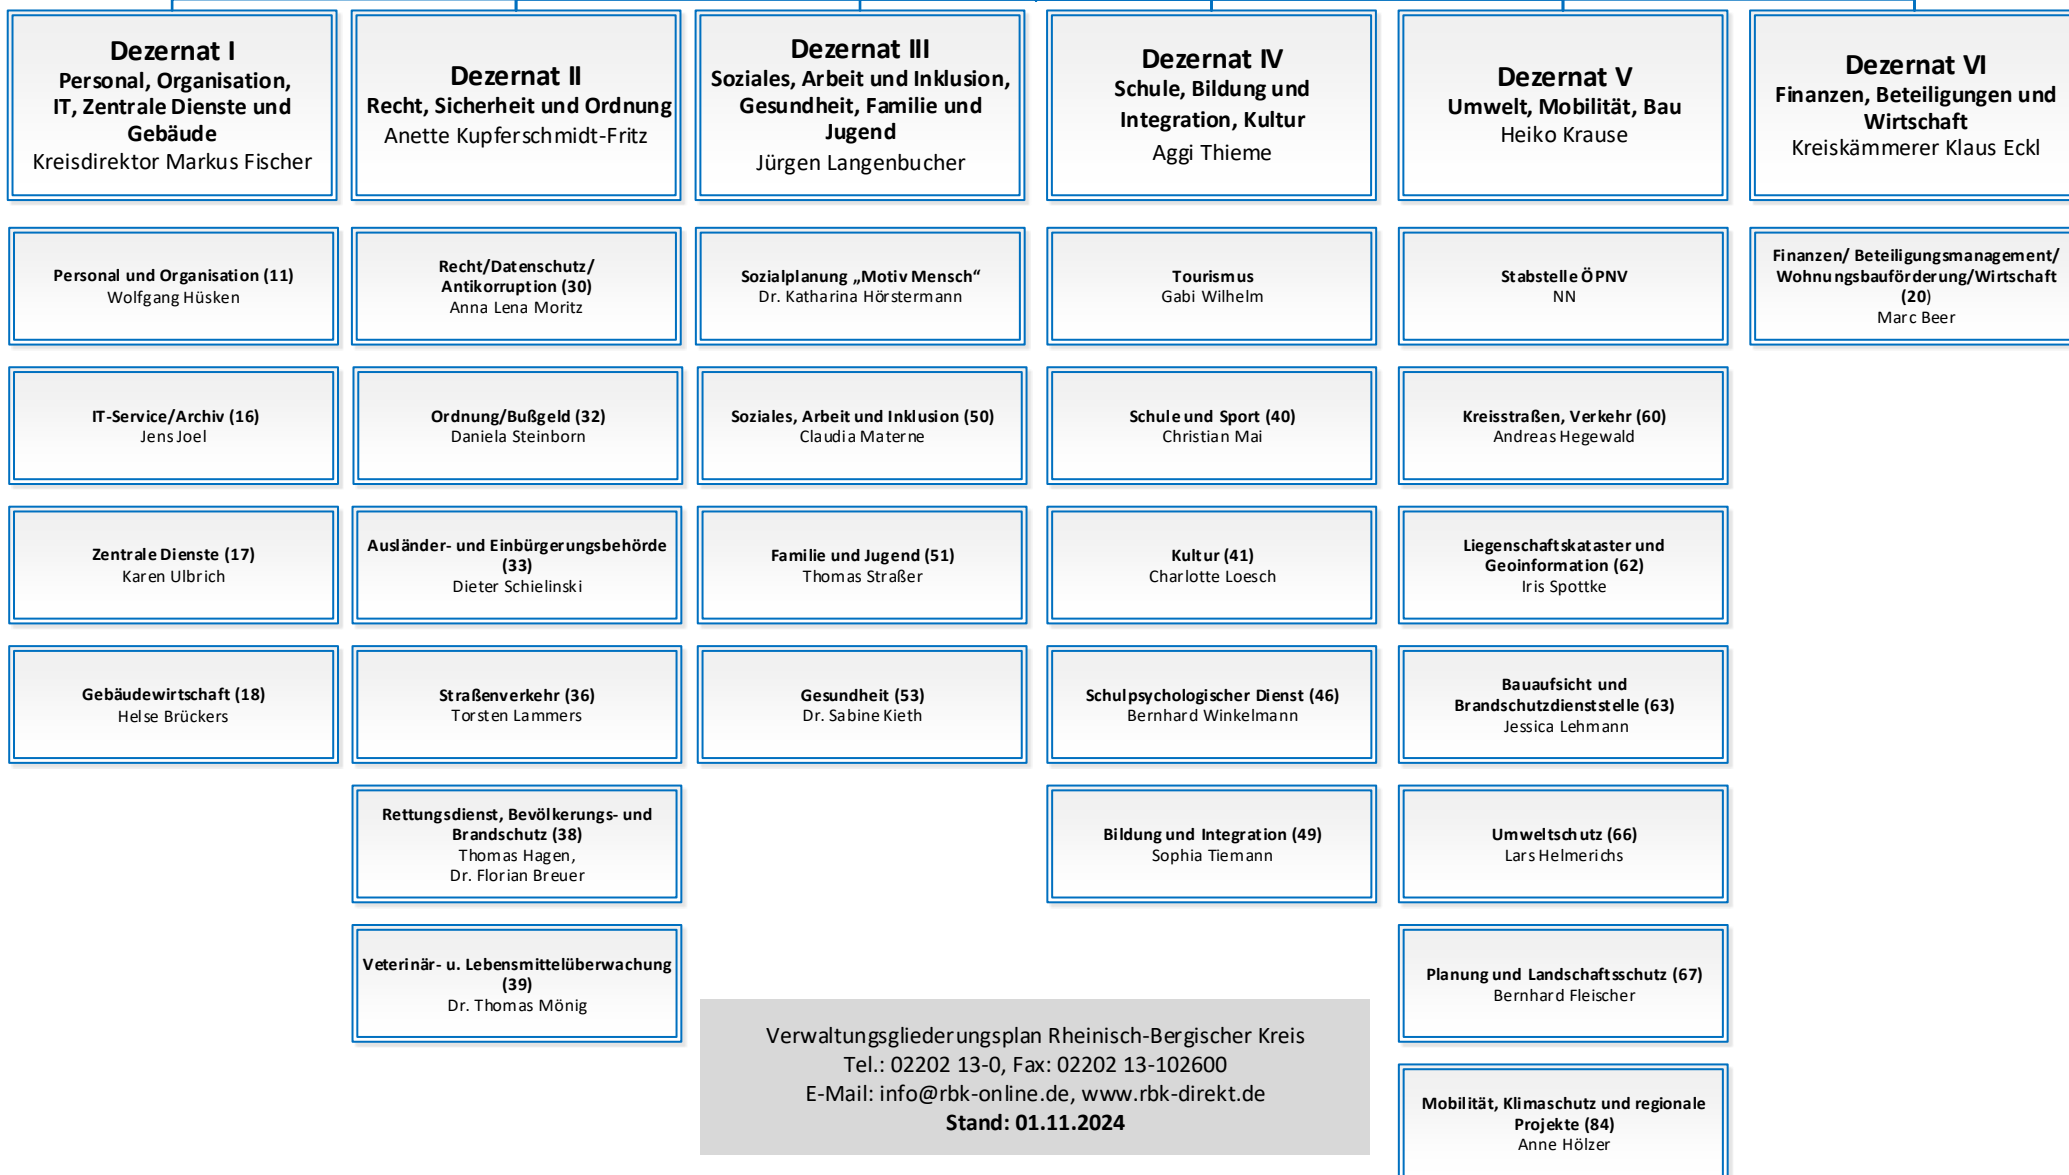 Dezernat I
Personal, Organisation,
IT, Zentrale Dienste und
Gebäude
Kreisdirektor Markus Fischer
Dezernat II
Recht, Sicherheit und Ordnung
Anette Kupferschmidt-Fritz
Dezernat III
Soziales, Arbeit und Inklusion,
Gesundheit, Familie und
Jugend
Jürgen Langenbucher
Dezernat IV
Schule, Bildung und
Integration, Kultur
Aggi Thieme
Dezernat V
Umwelt, Mobilität, Bau
Heiko Krause
Dezernat VI
Finanzen, Beteiligungen und
Wirtschaft
Kreiskämmerer Klaus Eckl
Personal und Organisation (11)
Wolfgang Hüsken
Recht/Datenschutz/
Antikorruption (30)
Anna Lena Moritz
Sozialplanung „Motiv Mensch“
Dr. Katharina Hörstermann
Tourismus
Gabi Wilhelm
Stabstelle ÖPNV
NN
Finanzen/ Beteiligungsmanagement/
Wohnungsbauförderung/Wirtschaft
(20)
Marc Beer
IT-Service/Archiv (16)
Jens Joel
Ordnung/Bußgeld (32)
Daniela Steinborn
Soziales, Arbeit und Inklusion (50)
Claudia Materne
Schule und Sport (40)
Christian Mai
Kreisstraßen, Verkehr (60)
Andreas Hegewald
Zentrale Dienste (17)
Karen Ulbrich
Ausländer- und Einbürgerungsbehörde
(33)
Dieter Schielinski
Familie und Jugend (51)
Thomas Straßer
Kultur (41)
Charlotte Loesch
Liegenschaftskataster und
Geoinformation (62)
Iris Spottke
Gebäudewirtschaft (18)
Helse Brückers
Straßenverkehr (36)
Torsten Lammers
Gesundheit (53)
Dr. Sabine Kieth
Schulpsychologischer Dienst (46)
Bernhard Winkelmann
Bauaufsicht und
Brandschutzdienststelle (63)
Jessica Lehmann
Rettungsdienst, Bevölkerungs- und
Brandschutz (38)
Thomas Hagen,
Dr. Florian Breuer
Bildung und Integration (49)
Sophia Tiemann
Umweltschutz (66)
Lars Helmerichs
Veterinär- u. Lebensmittelüberwachung
(39)
Dr. Thomas Mönig
Planung und Landschaftsschutz (67)
Bernhard Fleischer
Verwaltungsgliederungsplan Rheinisch-Bergischer Kreis
Tel.: 02202 13-0, Fax: 02202 13-102600
E-Mail: info@rbk-online.de, www.rbk-direkt.de
Stand: 01.11.2024
Mobilität, Klimaschutz und regionale
Projekte (84)
Anne Hölzer